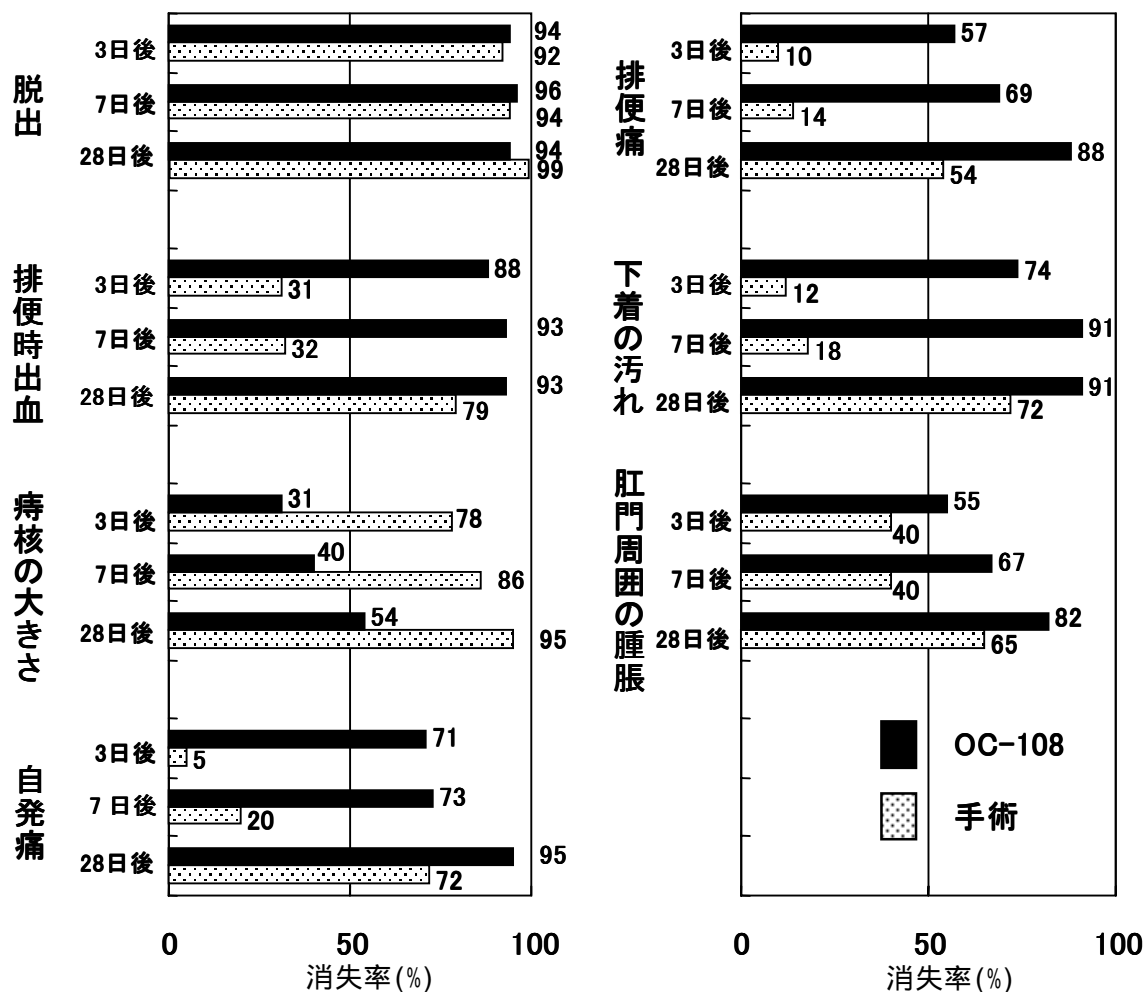 脱出
3日後
94
92
7日後
96
94
28日後
94
99
排便時出血
3日後
88
31
7日後
93
32
28日後
93
79
痔核の大きさ
3日後
31
78
7日後
40
86
28日後
54
95
自発痛
3日後
71
5
7日後
73
20
28日後
95
72
0
50
100
消失率(%)
排便痛
3日後
57
10
7日後
69
14
28日後
88
54
下着の汚れ
3日後
74
12
7日後
91
18
28日後
91
72
肛門周囲の腫脹
3日後
55
40
7日後
67
40
28日後
82
65
OC-108
手術
0
50
100
消失率(%)